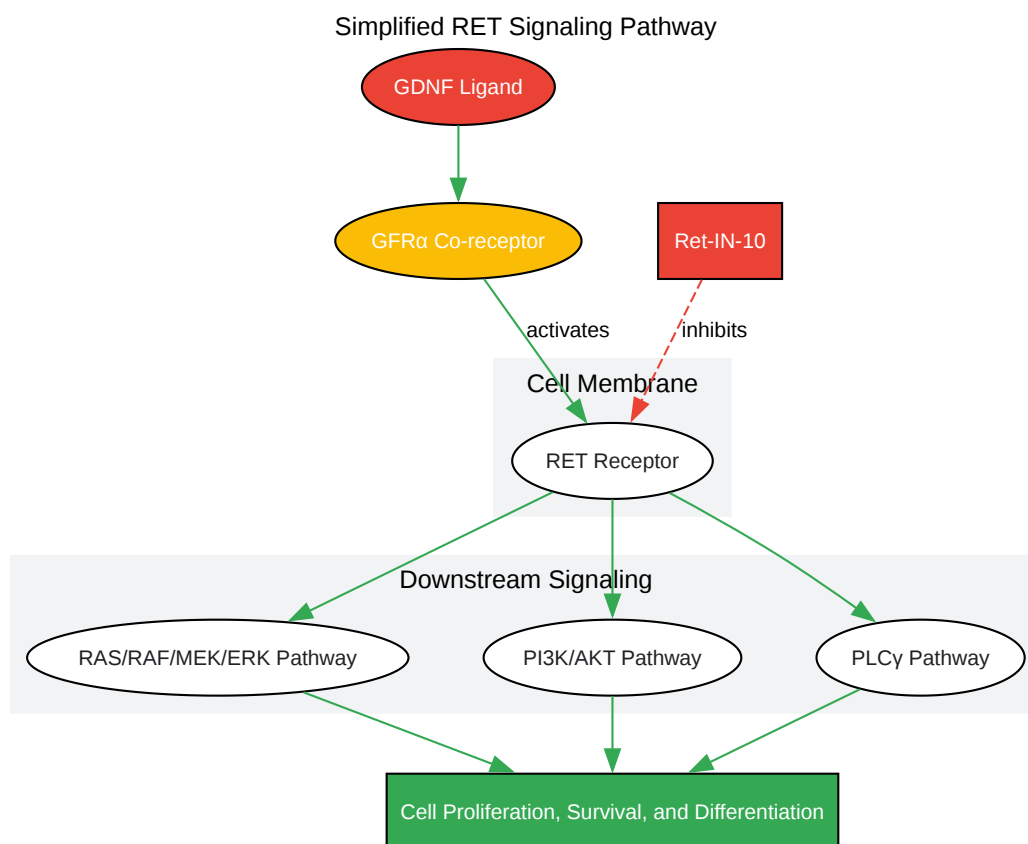 Simplified RET Signaling Pathway
GDNF Ligand
GFRα Co-receptor
Ret-IN-10
activates
inhibits
Cell Membrane
RET Receptor
Downstream Signaling
RAS/RAF/MEK/ERK Pathway
PI3K/AKT Pathway
PLCγ Pathway
Cell Proliferation, Survival, and Differentiation